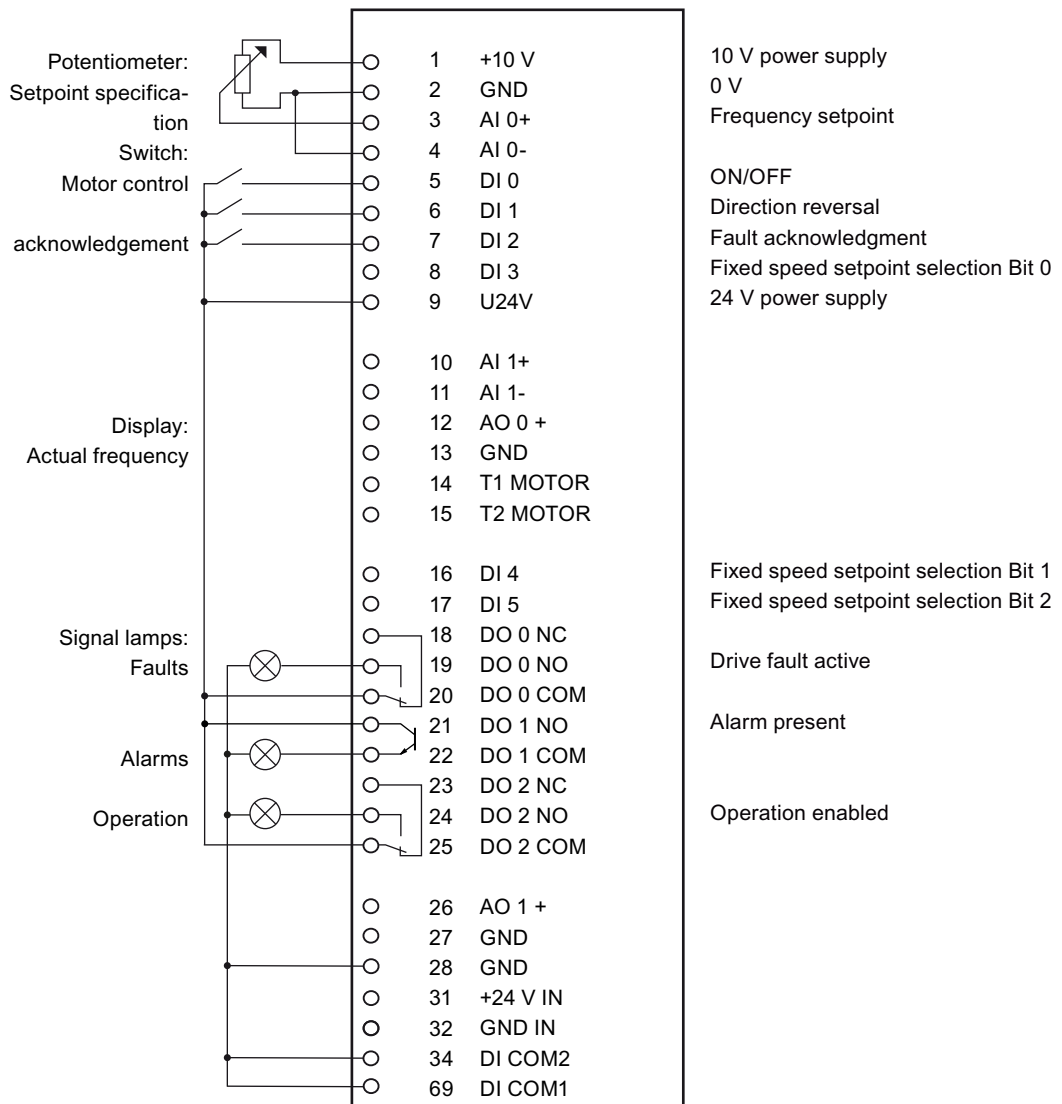 Potentiometer: 1 +10 V 10 V power supply
Setpoint specifica- 2 GND 0 V
tion 3 AI 0+ Frequency setpoint
Switch: 4 AI 0-
Motor control 5 DI 0 ON/OFF
6 DI 1 Direction reversal
acknowledgement 7 DI 2 Fault acknowledgment
8 DI 3 Fixed speed setpoint selection Bit 0
9 U24V 24 V power supply
10 AI 1+
11 AI 1-
Display: 12 AO 0 +
Actual frequency 13 GND
14 T1 MOTOR
15 T2 MOTOR
16 DI 4 Fixed speed setpoint selection Bit 1
17 DI 5 Fixed speed setpoint selection Bit 2
Signal lamps: 18 DO 0 NC
Faults 19 DO 0 NO Drive fault active
20 DO 0 COM
21 DO 1 NO Alarm present
Alarms 22 DO 1 COM
23 DO 2 NC
Operation 24 DO 2 NO Operation enabled
25 DO 2 COM
26 AO 1 +
27 GND
28 GND
31 +24 V IN
32 GND IN
34 DI COM2
69 DI COM1